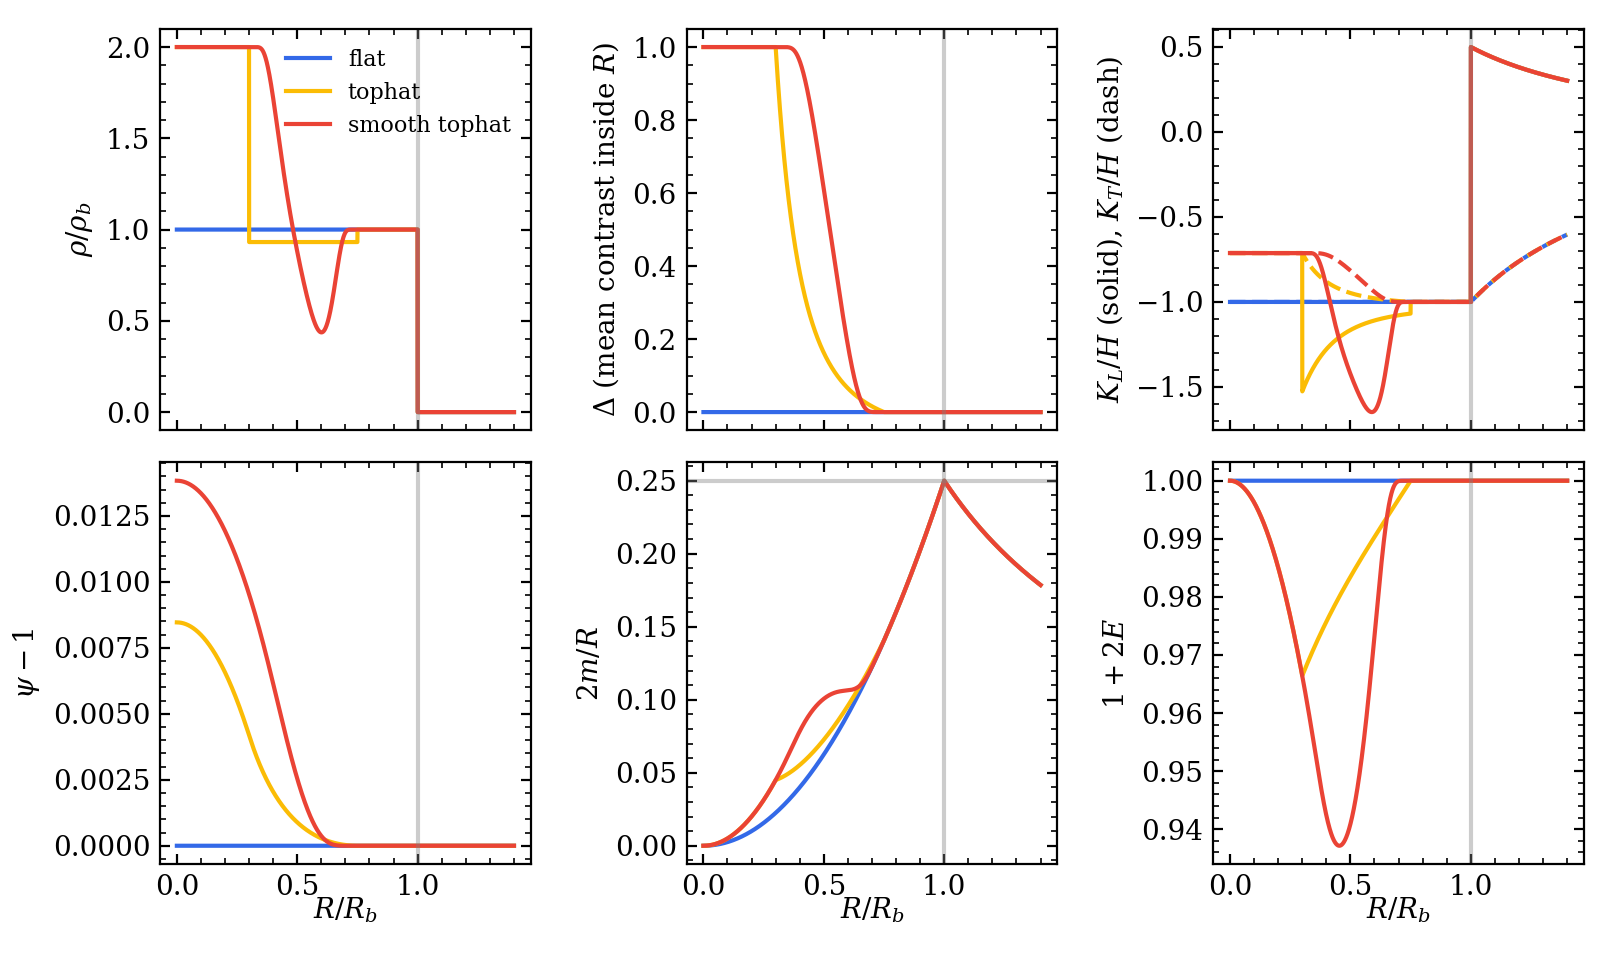 2.0
1.5
1.0
0.5
0.0
ρ/ρ_b
flat
tophat
smooth tophat
1.0
0.8
0.6
0.4
0.2
0.0
Δ (mean contrast inside R)
0.5
0.0
−0.5
−1.0
−1.5
K_L/H (solid), K_T/H (dash)
0.0125
0.0100
0.0075
0.0050
0.0025
0.0000
ψ − 1
0.0 0.5 1.0
R/R_b
0.25
0.20
0.15
0.10
0.05
0.00
2m/R
0.0 0.5 1.0
R/R_b
1.00
0.99
0.98
0.97
0.96
0.95
0.94
1 + 2E
0.0 0.5 1.0
R/R_b